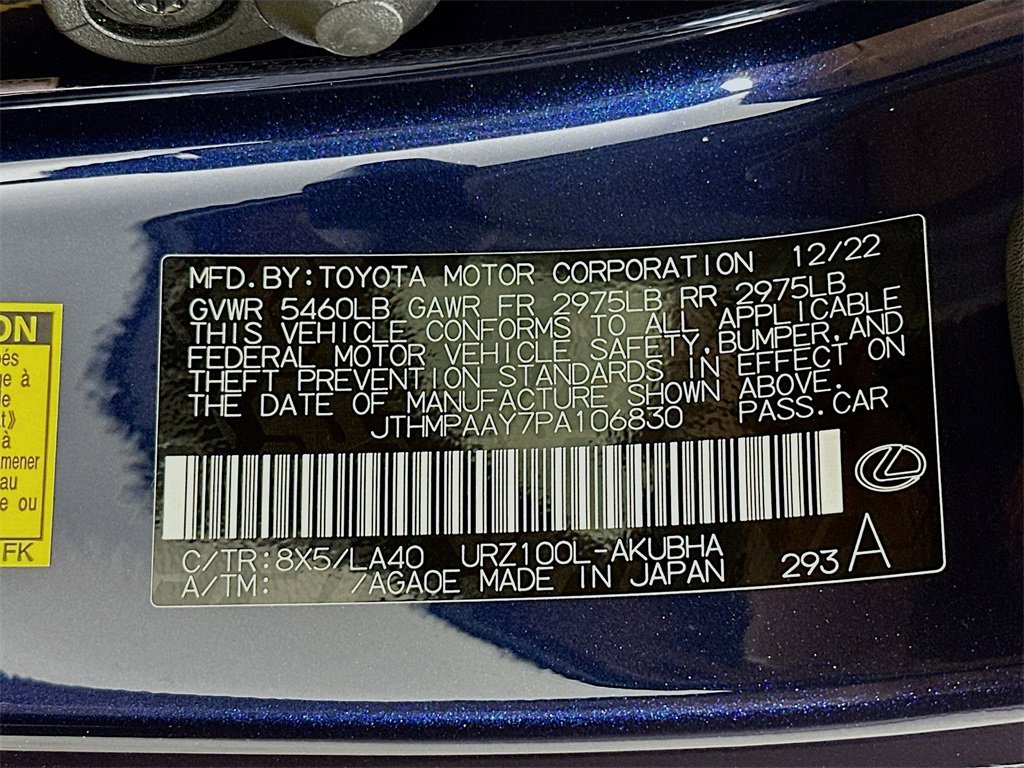 MFD.BY:TOYOTA MOTOR CORPORATION 12/22
GVWR 5460LB GAWR FR 2975LB RR 2975LB
THIS VEHICLE CONFORMS TO ALL APPLICABLE
FEDERAL MOTOR VEHICLE SAFETY,BUMPER,AND
THEFT PREVENTION STANDARDS IN EFFECT ON
THE DATE OF MANUFACTURE SHOWN ABOVE.
JTHMPAAY7PA106830 PASS.CAR
C/TR:8X5/LA40 URZ100L-AKUBHA
A/TM: /AGA0E MADE IN JAPAN 293 A
ON
pés
ge à
le
at»
à
mener
au
e ou
FK